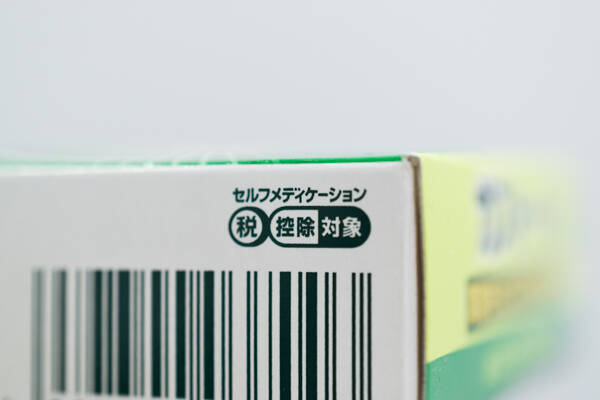 セルフメディケーション
税 控除 対象